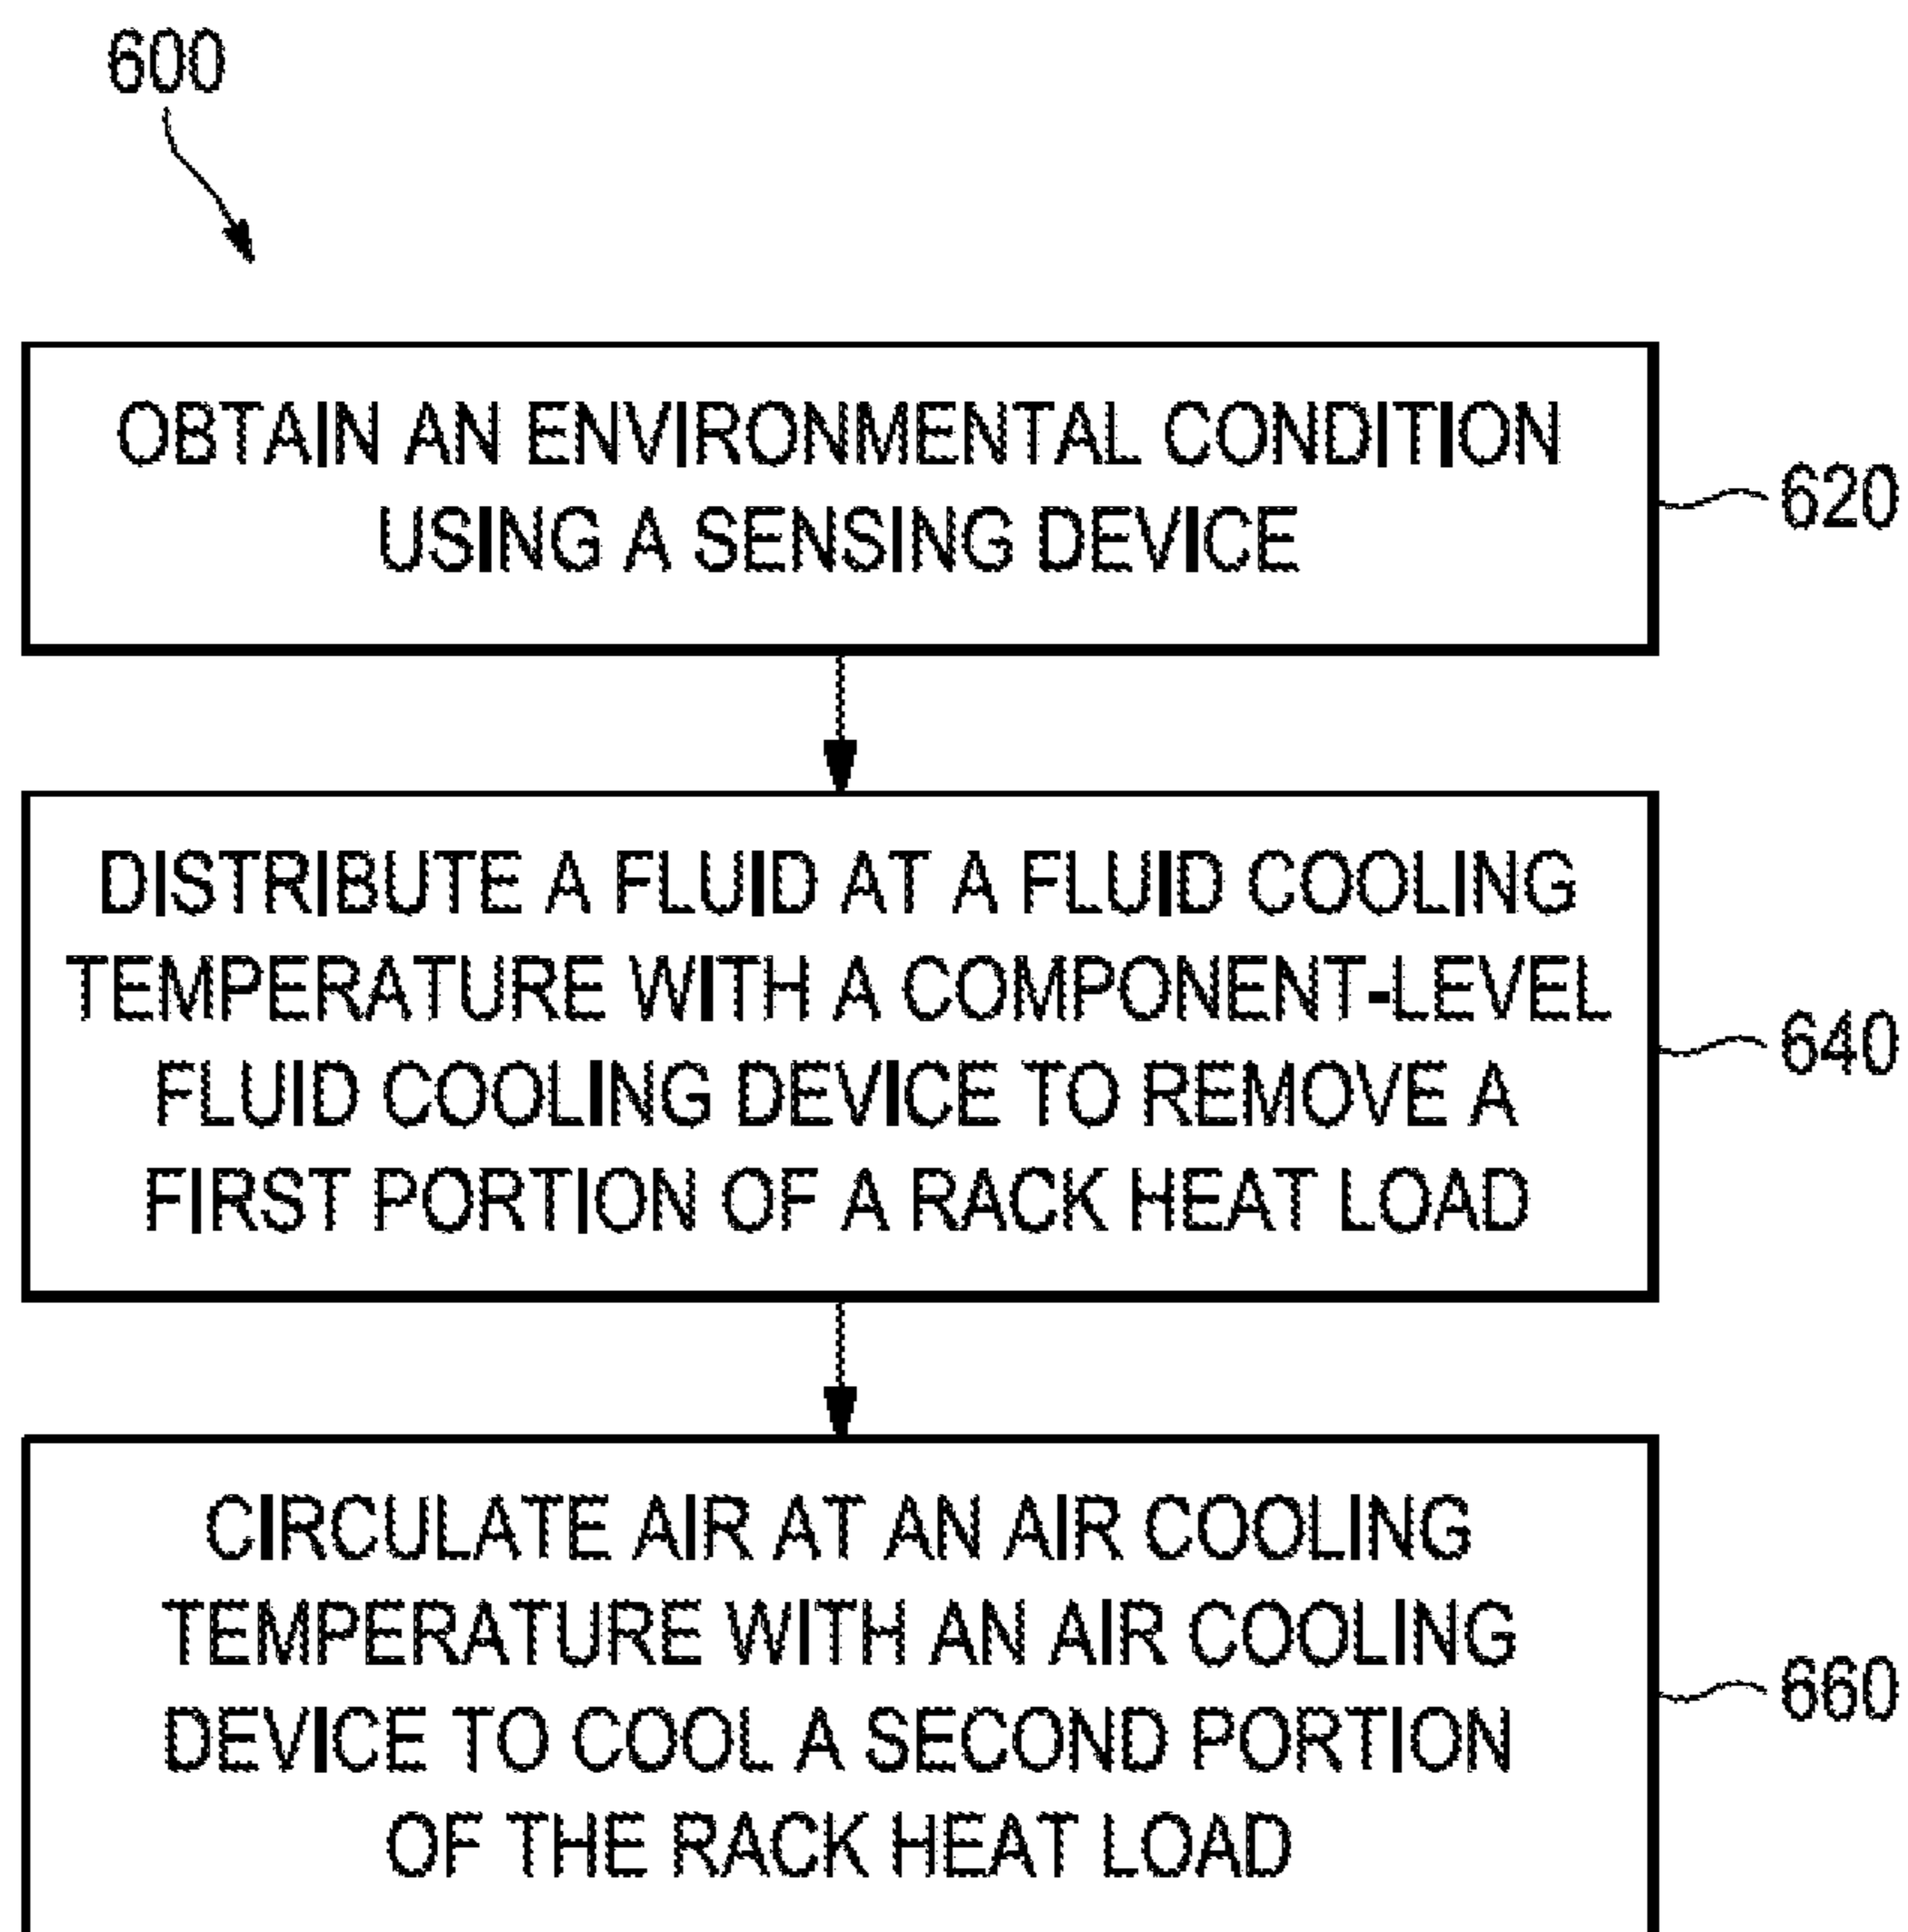 600
OBTAIN AN ENVIRONMENTAL CONDITION
USING A SENSING DEVICE
620
DISTRIBUTE A FLUID AT A FLUID COOLING
TEMPERATURE WITH A COMPONENT-LEVEL
FLUID COOLING DEVICE TO REMOVE A
FIRST PORTION OF A RACK HEAT LOAD
640
CIRCULATE AIR AT AN AIR COOLING
TEMPERATURE WITH AN AIR COOLING
DEVICE TO COOL A SECOND PORTION
OF THE RACK HEAT LOAD
660